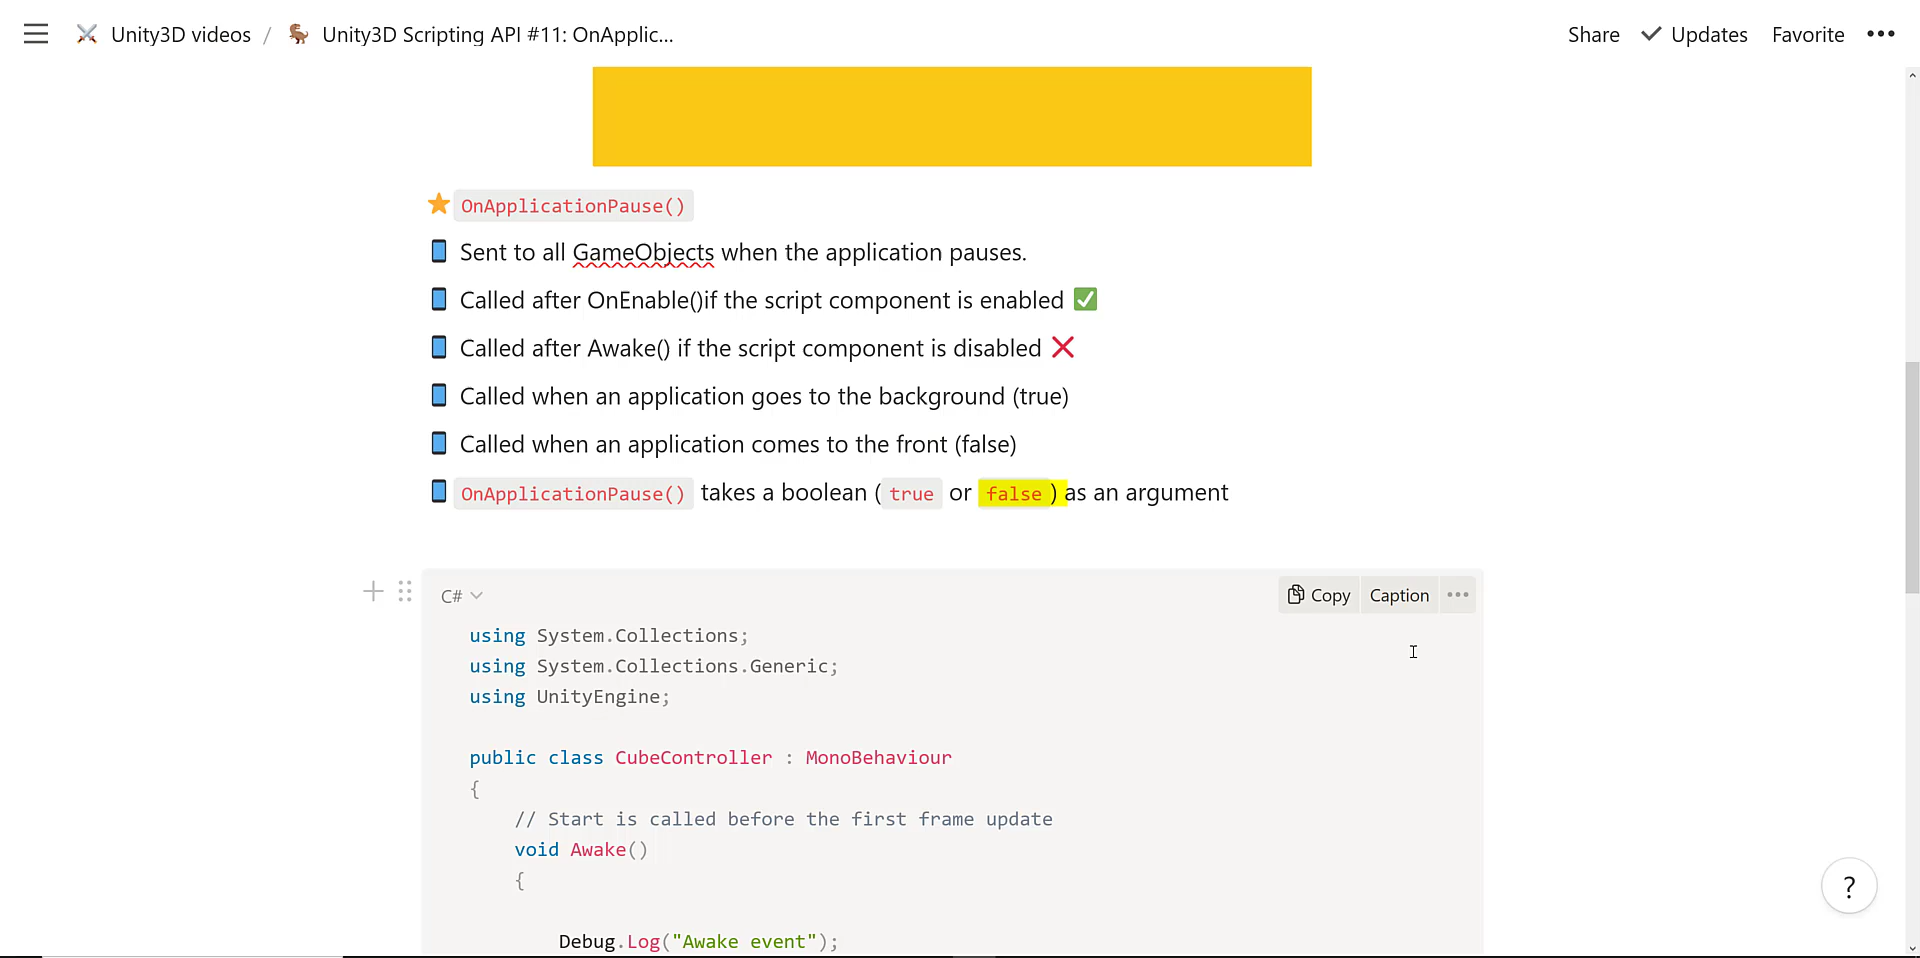 Unity3D videos / Unity3D Scripting API #11: OnApplic...
Share Updates Favorite
OnApplicationPause()
Sent to all GameObjects when the application pauses.
Called after OnEnable()if the script component is enabled
Called after Awake() if the script component is disabled
Called when an application goes to the background (true)
Called when an application comes to the front (false)
OnApplicationPause() takes a boolean ( true or false ) as an argument
C#
Copy Caption
using System.Collections;
using System.Collections.Generic;
using UnityEngine;
public class CubeController : MonoBehaviour
{
// Start is called before the first frame update
void Awake()
{
Debug.Log("Awake event");
?